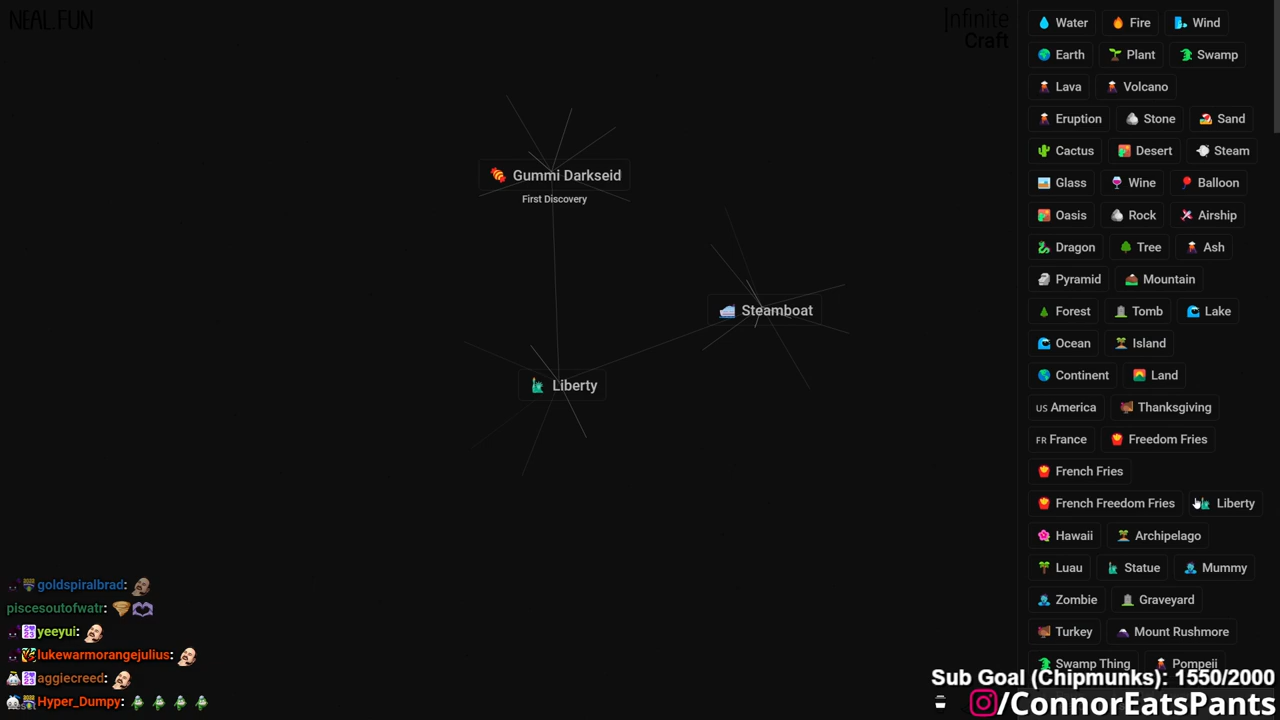 NEAL.FUN
Infinite
Craft
Gummi Darkseid
First Discovery
Steamboat
Liberty
Water Fire Wind
Earth Plant Swamp
Lava Volcano
Eruption Stone Sand
Cactus Desert Steam
Glass Wine Balloon
Oasis Rock Airship
Dragon Tree Ash
Pyramid Mountain
Forest Tomb Lake
Ocean Island
Continent Land
US America Thanksgiving
FR France Freedom Fries
French Fries
French Freedom Fries Liberty
Hawaii Archipelago
Luau Statue Mummy
Zombie Graveyard
Turkey Mount Rushmore
Swamp Thing Pompeii
goldspiralbrad:
piscesoutofwatr:
yeeyui:
lukewarmorangejulius:
aggiecreed:
Hyper_Dumpy:
Sub Goal (Chipmunks): 1550/2000
/ConnorEatsPants